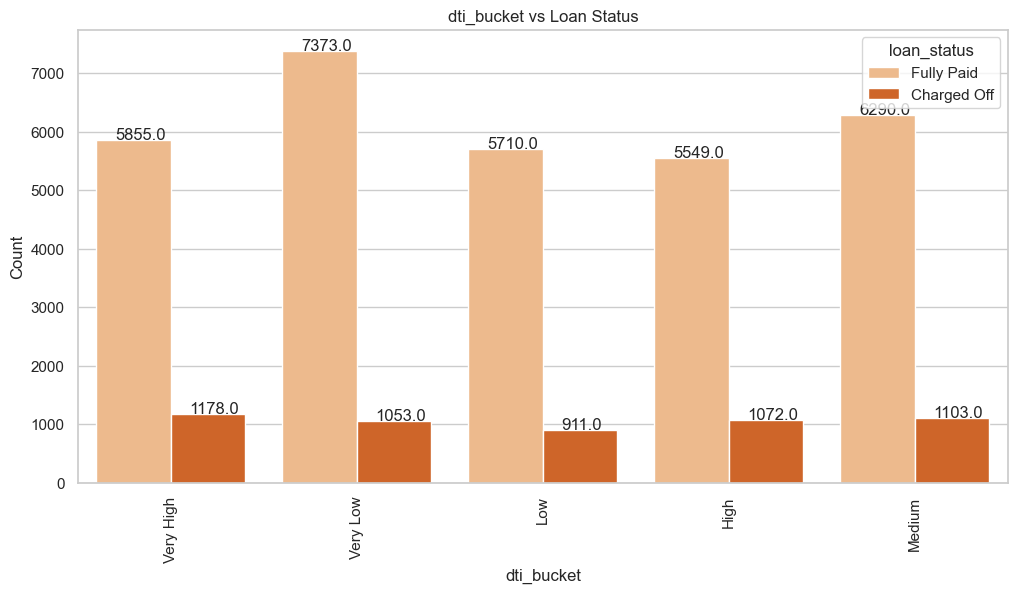 dti_bucket vs Loan Status
loan_status
Fully Paid
Charged Off
7373.0
6290.0
5855.0
5710.0
5549.0
1178.0
1053.0
911.0
1072.0
1103.0
Count
7000
6000
5000
4000
3000
2000
1000
0
Very High
Very Low
Low
High
Medium
dti_bucket